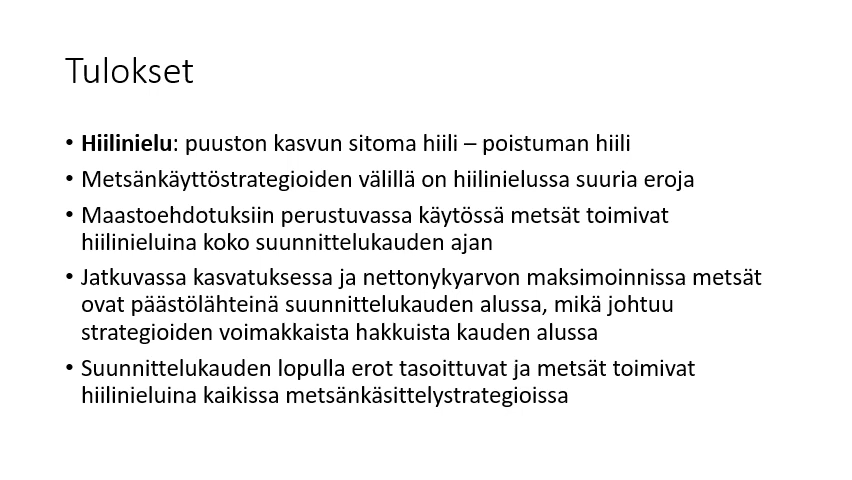 Tulokset
• Hiilinielu: puuston kasvun sitoma hiili – poistuman hiili
• Metsänkäyttöstrategioiden välillä on hiilinielussa suuria eroja
• Maastoehdotuksiin perustuvassa käytössä metsät toimivat
hiilinieluina koko suunnittelukauden ajan
• Jatkuvassa kasvatuksessa ja nettonykyarvon maksimoinnissa metsät
ovat päästölähteinä suunnittelukauden alussa, mikä johtuu
strategioiden voimakkaista hakkuista kauden alussa
• Suunnittelukauden lopulla erot tasoittuvat ja metsät toimivat
hiilinieluina kaikissa metsänkäsittelystrategioissa